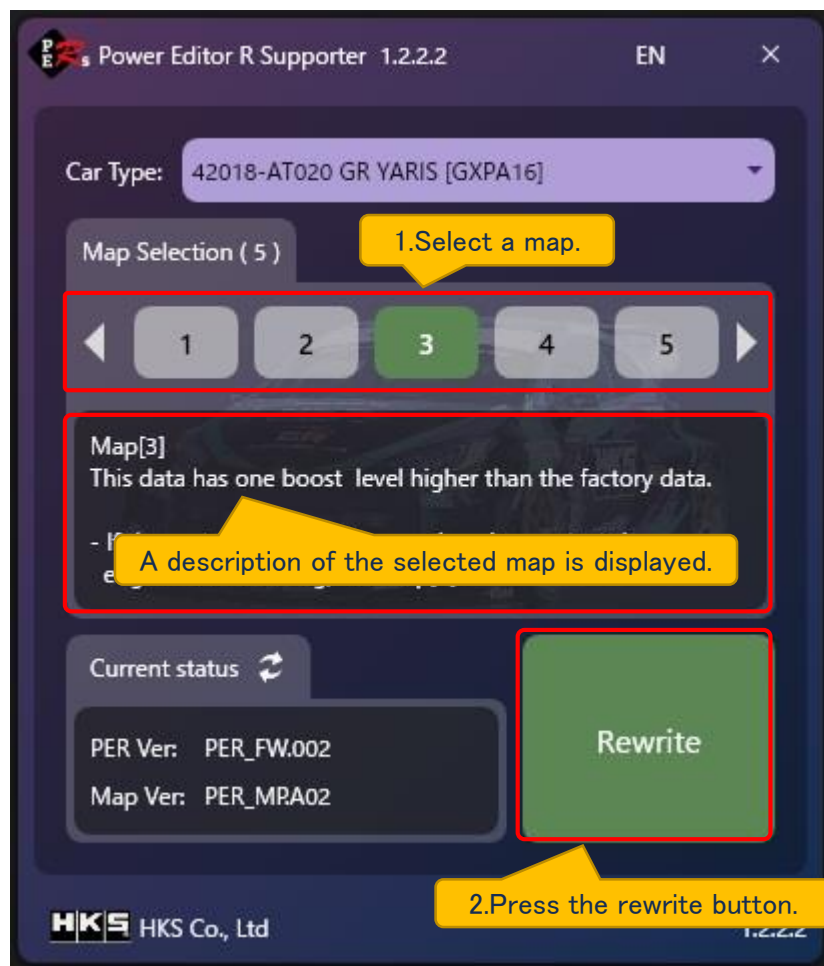 PE Rs Power Editor R Supporter 1.2.2.2 EN ×
Car Type: 42018-AT020 GR YARIS [GXPA16]
Map Selection ( 5 )
1.Select a map.
1 2 3 4 5
Map[3]
This data has one boost level higher than the factory data.
-
A description of the selected map is displayed.
Current status
PER Ver: PER_FW.002
Map Ver: PER_MP.A02
Rewrite
2.Press the rewrite button.
HKS HKS Co., Ltd 1.2.2.2